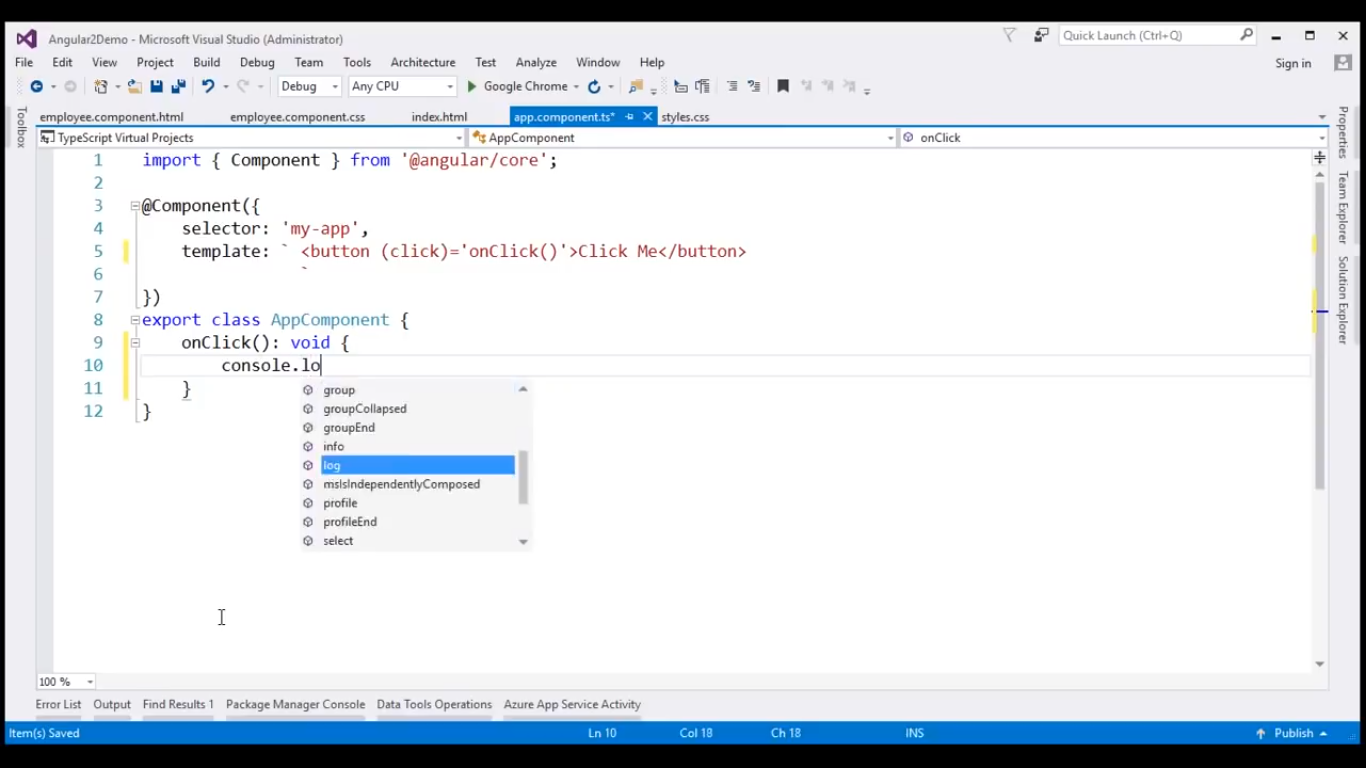 Angular2Demo - Microsoft Visual Studio (Administrator)
Quick Launch (Ctrl+Q)
File Edit View Project Build Debug Team Tools Architecture Test Analyze Window Help
Sign in
Debug Any CPU Google Chrome
Toolbox
employee.component.html employee.component.css index.html app.component.ts* styles.css
TypeScript Virtual Projects AppComponent onClick
1 import { Component } from '@angular/core';
2
3 @Component({
4 selector: 'my-app',
5 template: ` <button (click)='onClick()'>Click Me</button>
6 `
7 })
8 export class AppComponent {
9 onClick(): void {
10 console.lo
11 }
12 }
group
groupCollapsed
groupEnd
info
log
msIsIndependentlyComposed
profile
profileEnd
select
Properties
Team Explorer
Solution Explorer
100 %
Error List Output Find Results 1 Package Manager Console Data Tools Operations Azure App Service Activity
Item(s) Saved Ln 10 Col 18 Ch 18 INS Publish